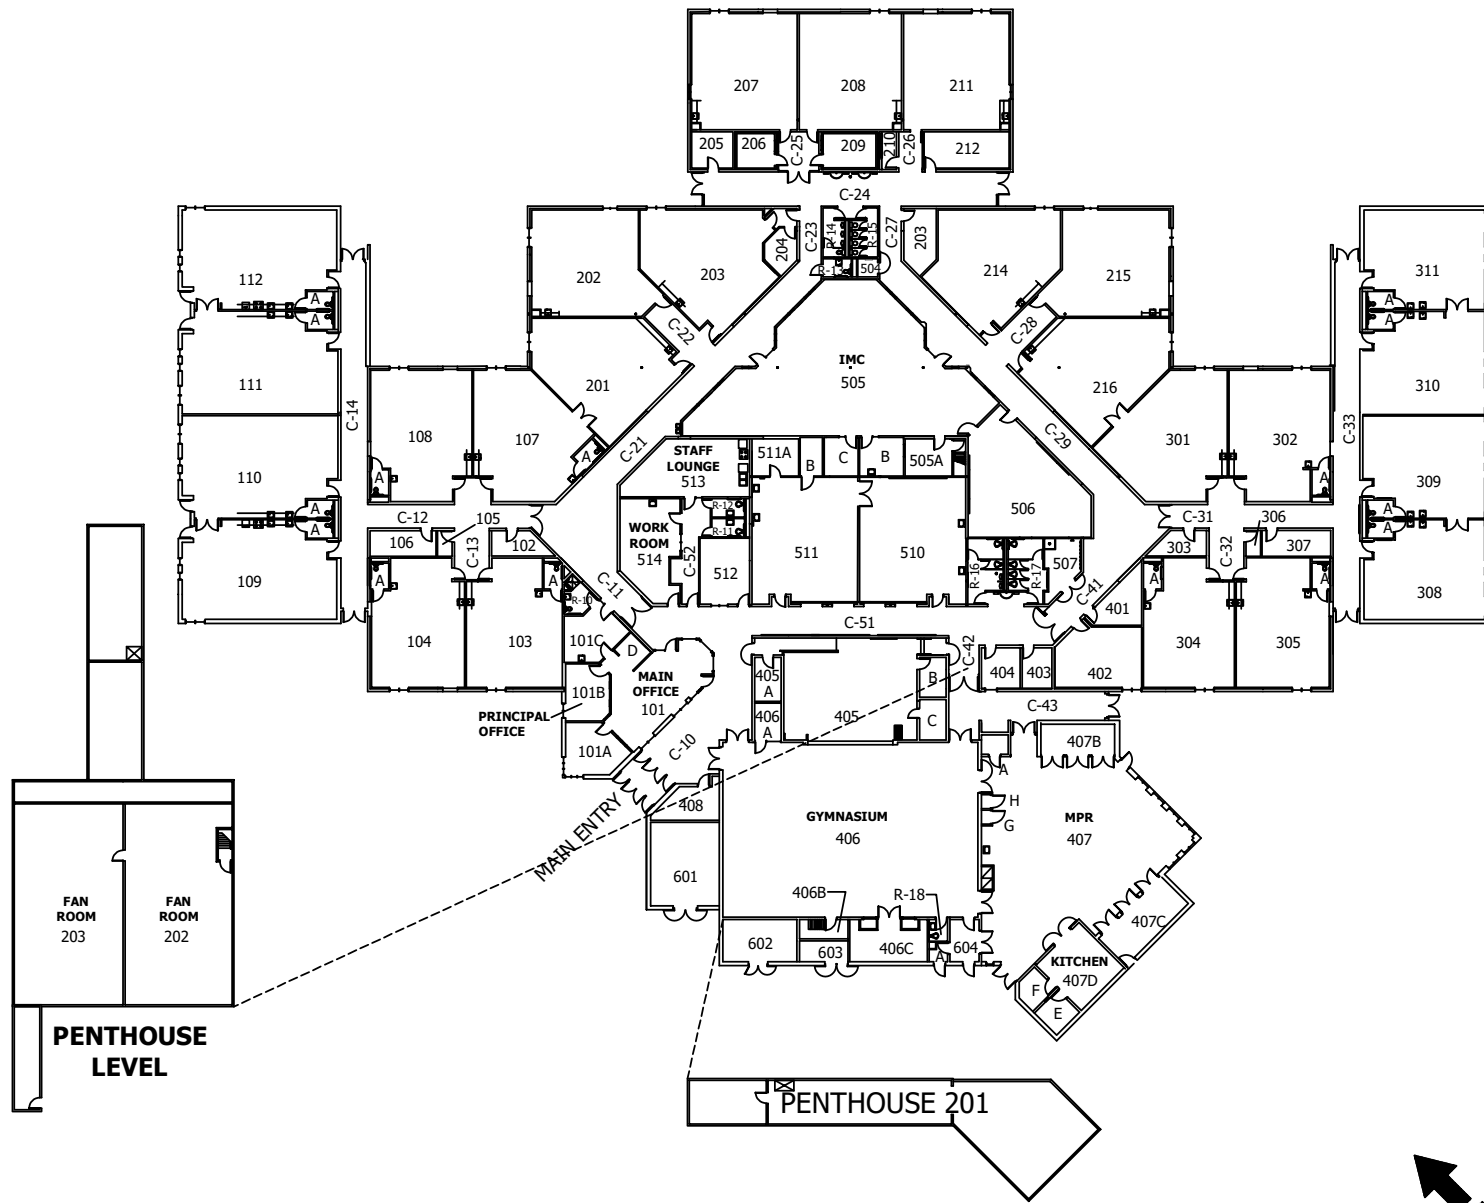 207
208
211
205
206
C-25
209
210
C-26
212
C-24
112
202
203
204
C-23
R-14
R-15
C-27
203
214
215
311
R-13
504
A
A
A
A
C-22
C-28
IMC
505
111
201
216
310
C-14
108
107
C-21
C-29
301
302
C-33
STAFF
LOUNGE
513
511A
B
C
B
505A
A
A
A
110
309
506
A
A
A
A
C-12
105
R-12
R-11
WORK
ROOM
514
C-52
C-31
306
106
C-13
102
303
C-32
307
511
510
507
R-16
R-17
512
109
308
A
A
R-10
C-11
C-41
A
A
401
104
103
101C
D
C-51
C-42
304
305
404
403
402
MAIN
OFFICE
101
405
A
B
101B
PRINCIPAL
OFFICE
406
A
405
C
C-43
101A
C-10
407B
A
408
MAIN ENTRY
H
G
GYMNASIUM
406
MPR
407
601
406B
R-18
FAN
ROOM
203
FAN
ROOM
202
407C
602
603
406C
A
604
KITCHEN
407D
F
E
PENTHOUSE
LEVEL
PENTHOUSE 201